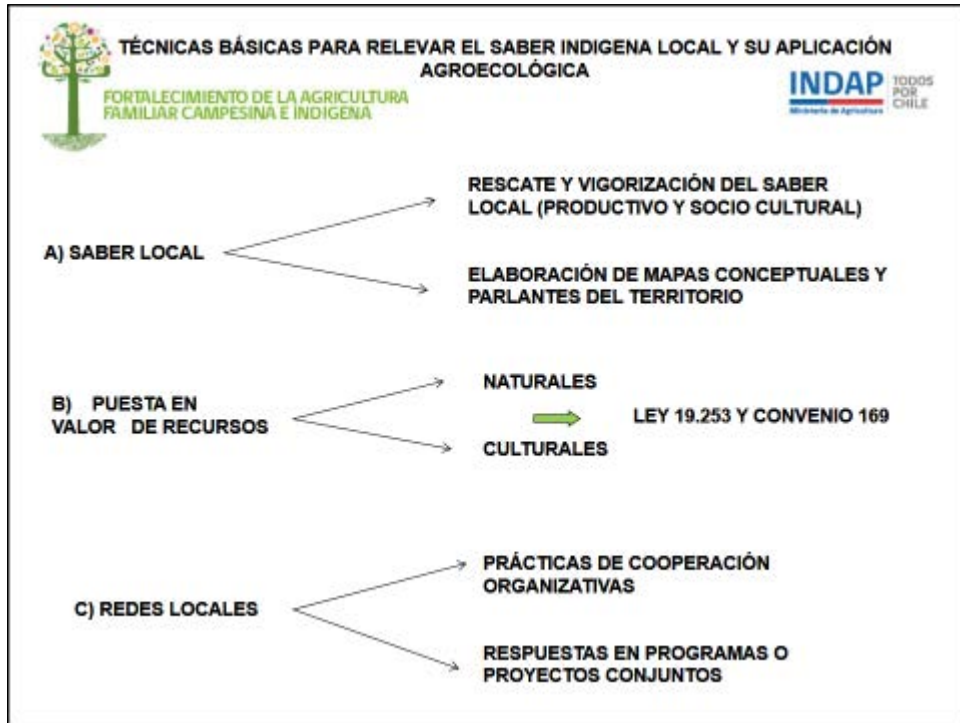 TÉCNICAS BÁSICAS PARA RELEVAR EL SABER INDIGENA LOCAL Y SU APLICACIÓN
AGROECOLÓGICA
FORTALECIMIENTO DE LA AGRICULTURA
FAMILIAR CAMPESINA E INDIGENA
INDAP
Ministerio de Agricultura
TODOS
POR
CHILE
RESCATE Y VIGORIZACIÓN DEL SABER
LOCAL (PRODUCTIVO Y SOCIO CULTURAL)
A) SABER LOCAL
ELABORACIÓN DE MAPAS CONCEPTUALES Y
PARLANTES DEL TERRITORIO
NATURALES
B) PUESTA EN
VALOR DE RECURSOS
LEY 19.253 Y CONVENIO 169
CULTURALES
PRÁCTICAS DE COOPERACIÓN
ORGANIZATIVAS
C) REDES LOCALES
RESPUESTAS EN PROGRAMAS O
PROYECTOS CONJUNTOS